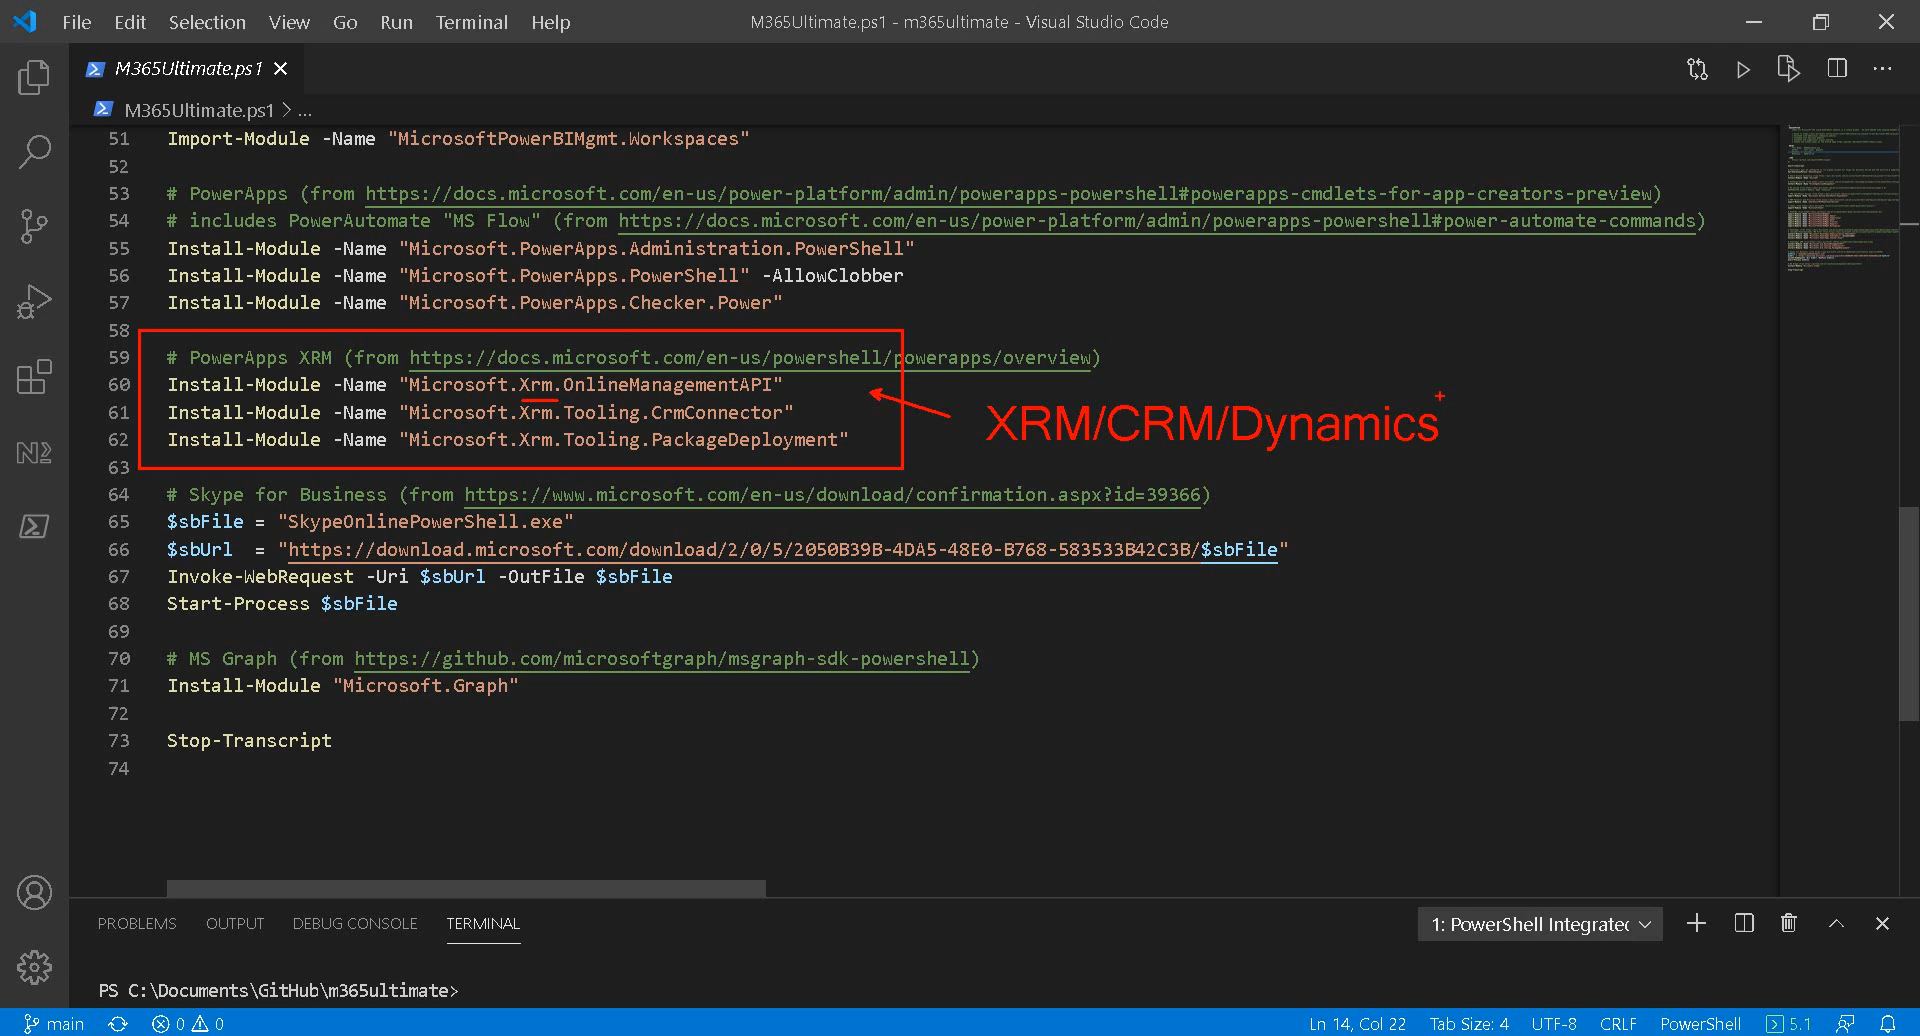 File Edit Selection View Go Run Terminal Help M365Ultimate.ps1 - m365ultimate - Visual Studio Code
M365Ultimate.ps1
M365Ultimate.ps1 > ...
51 Import-Module -Name "MicrosoftPowerBIMgmt.Workspaces"
52
53 # PowerApps (from https://docs.microsoft.com/en-us/power-platform/admin/powerapps-powershell#powerapps-cmdlets-for-app-creators-preview)
54 # includes PowerAutomate "MS Flow" (from https://docs.microsoft.com/en-us/power-platform/admin/powerapps-powershell#power-automate-commands)
55 Install-Module -Name "Microsoft.PowerApps.Administration.PowerShell"
56 Install-Module -Name "Microsoft.PowerApps.PowerShell" -AllowClobber
57 Install-Module -Name "Microsoft.PowerApps.Checker.Power"
58
59 # PowerApps XRM (from https://docs.microsoft.com/en-us/powershell/powerapps/overview)
60 Install-Module -Name "Microsoft.Xrm.OnlineManagementAPI"
61 Install-Module -Name "Microsoft.Xrm.Tooling.CrmConnector"
62 Install-Module -Name "Microsoft.Xrm.Tooling.PackageDeployment"
XRM/CRM/Dynamics
63
64 # Skype for Business (from https://www.microsoft.com/en-us/download/confirmation.aspx?id=39366)
65 $sbFile = "SkypeOnlinePowerShell.exe"
66 $sbUrl  = "https://download.microsoft.com/download/2/0/5/2050B39B-4DA5-48E0-B768-583533B42C3B/$sbFile"
67 Invoke-WebRequest -Uri $sbUrl -OutFile $sbFile
68 Start-Process $sbFile
69
70 # MS Graph (from https://github.com/microsoftgraph/msgraph-sdk-powershell)
71 Install-Module "Microsoft.Graph"
72
73 Stop-Transcript
74
PROBLEMS OUTPUT DEBUG CONSOLE TERMINAL 1: PowerShell Integrated
PS C:\Documents\GitHub\m365ultimate>
main 0 0 Ln 14, Col 22 Tab Size: 4 UTF-8 CRLF PowerShell 5.1